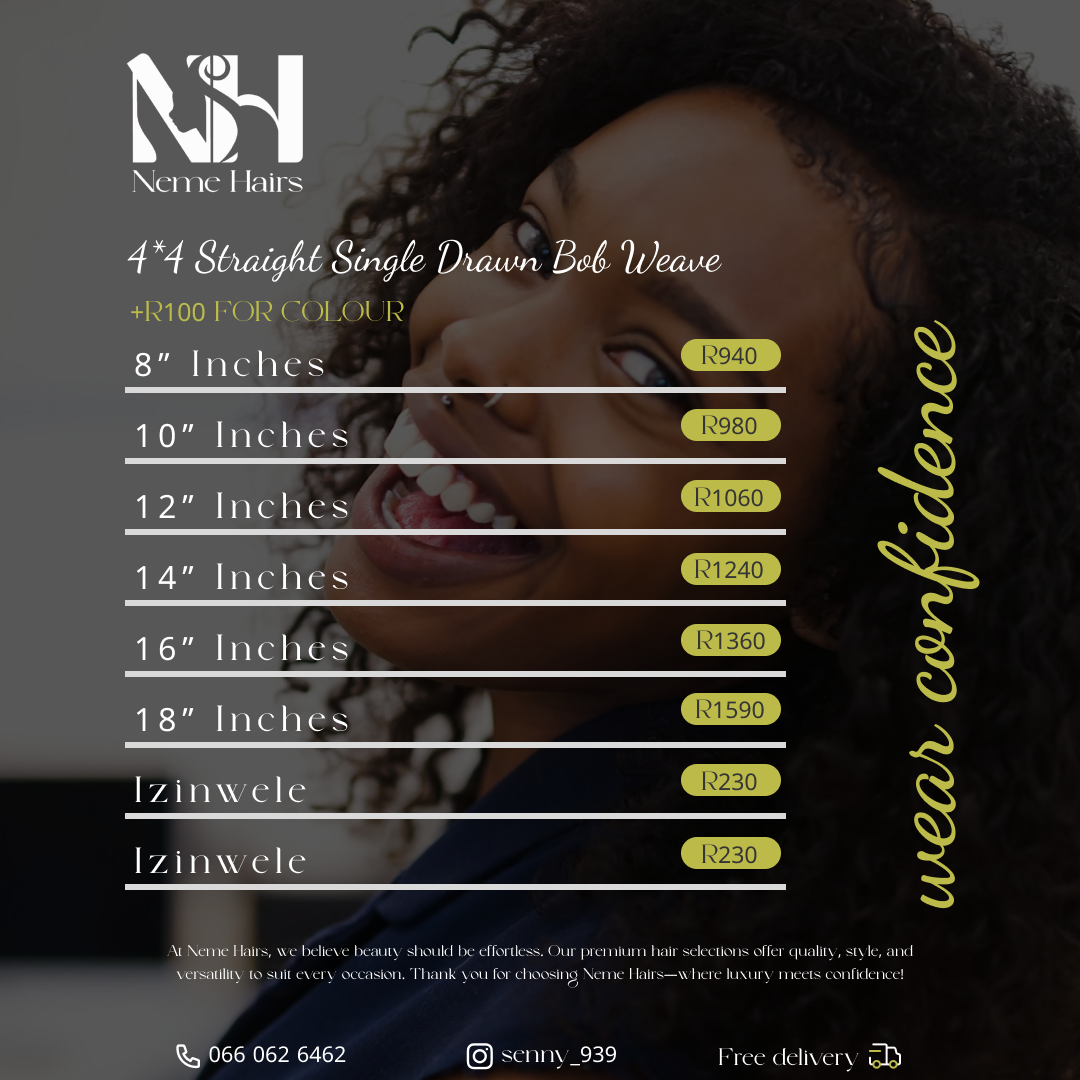 NSH
Neme Hairs
4*4 Straight Single Drawn Bob Weave
+R100 FOR COLOUR
8” Inches R940
10” Inches R980
12” Inches R1060
14” Inches R1240
16” Inches R1360
18” Inches R1590
Izinwele R230
Izinwele R230
wear confidence
At Neme Hairs, we believe beauty should be effortless. Our premium hair selections offer quality, style, and
versatility to suit every occasion. Thank you for choosing Neme Hairs—where luxury meets confidence!
066 062 6462 senny_939 Free delivery